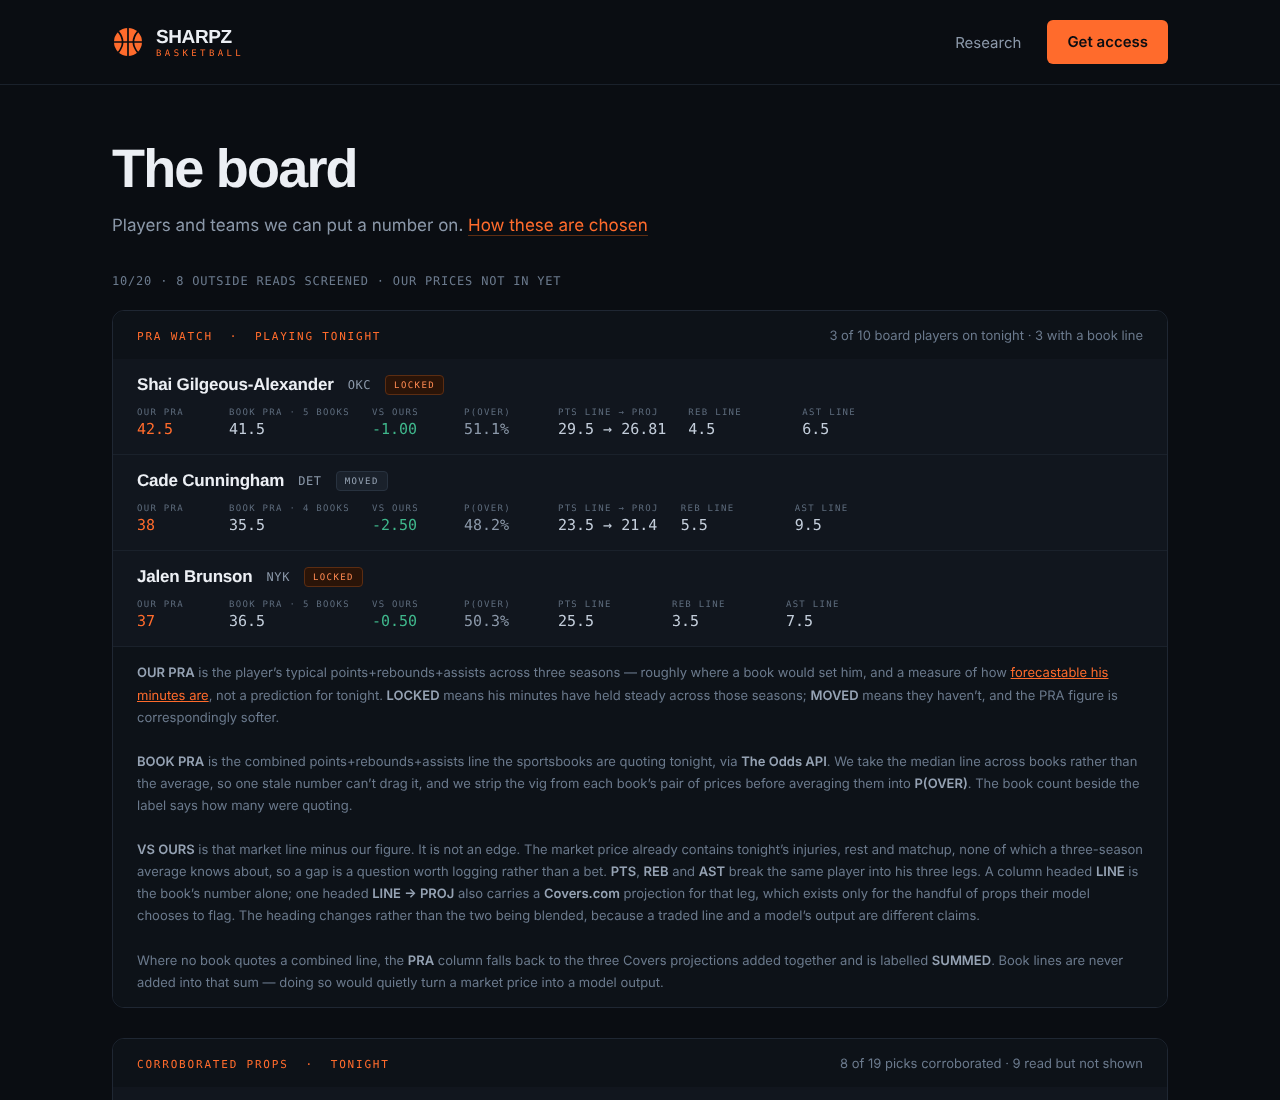 SHARPZ
BASKETBALL
Research
Get access
The board
Players and teams we can put a number on. How these are chosen
10/20 · 8 OUTSIDE READS SCREENED · OUR PRICES NOT IN YET
PRA WATCH · PLAYING TONIGHT
3 of 10 board players on tonight · 3 with a book line
Shai Gilgeous-Alexander OKC LOCKED
OUR PRA BOOK PRA · 5 BOOKS VS OURS P(OVER) PTS LINE → PROJ REB LINE AST LINE
42.5 41.5 -1.00 51.1% 29.5 → 26.81 4.5 6.5
Cade Cunningham DET MOVED
OUR PRA BOOK PRA · 4 BOOKS VS OURS P(OVER) PTS LINE → PROJ REB LINE AST LINE
38 35.5 -2.50 48.2% 23.5 → 21.4 5.5 9.5
Jalen Brunson NYK LOCKED
OUR PRA BOOK PRA · 5 BOOKS VS OURS P(OVER) PTS LINE REB LINE AST LINE
37 36.5 -0.50 50.3% 25.5 3.5 7.5
OUR PRA is the player’s typical points+rebounds+assists across three seasons — roughly where a book would set him, and a measure of how forecastable his
minutes are, not a prediction for tonight. LOCKED means his minutes have held steady across those seasons; MOVED means they haven’t, and the PRA figure is
correspondingly softer.
BOOK PRA is the combined points+rebounds+assists line the sportsbooks are quoting tonight, via The Odds API. We take the median line across books rather than
the average, so one stale number can’t drag it, and we strip the vig from each book’s pair of prices before averaging them into P(OVER). The book count beside the
label says how many were quoting.
VS OURS is that market line minus our figure. It is not an edge. The market price already contains tonight’s injuries, rest and matchup, none of which a three-season
average knows about, so a gap is a question worth logging rather than a bet. PTS, REB and AST break the same player into his three legs. A column headed LINE is
the book’s number alone; one headed LINE → PROJ also carries a Covers.com projection for that leg, which exists only for the handful of props their model
chooses to flag. The heading changes rather than the two being blended, because a traded line and a model’s output are different claims.
Where no book quotes a combined line, the PRA column falls back to the three Covers projections added together and is labelled SUMMED. Book lines are never
added into that sum — doing so would quietly turn a market price into a model output.
CORROBORATED PROPS · TONIGHT
8 of 19 picks corroborated · 9 read but not shown